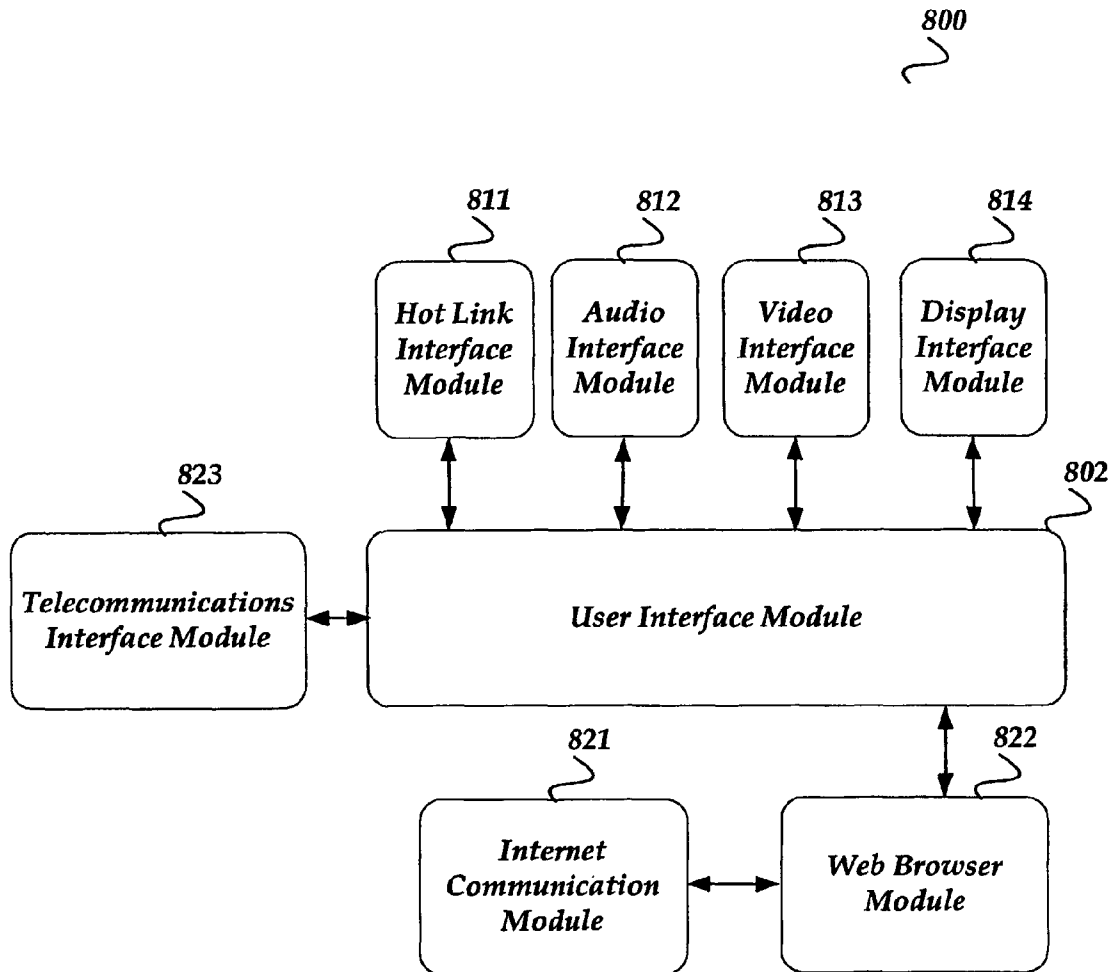 800
811
812
813
814
Hot Link
Interface
Module
Audio
Interface
Module
Video
Interface
Module
Display
Interface
Module
823
802
Telecommunications
Interface Module
User Interface Module
821
822
Internet
Communication
Module
Web Browser
Module